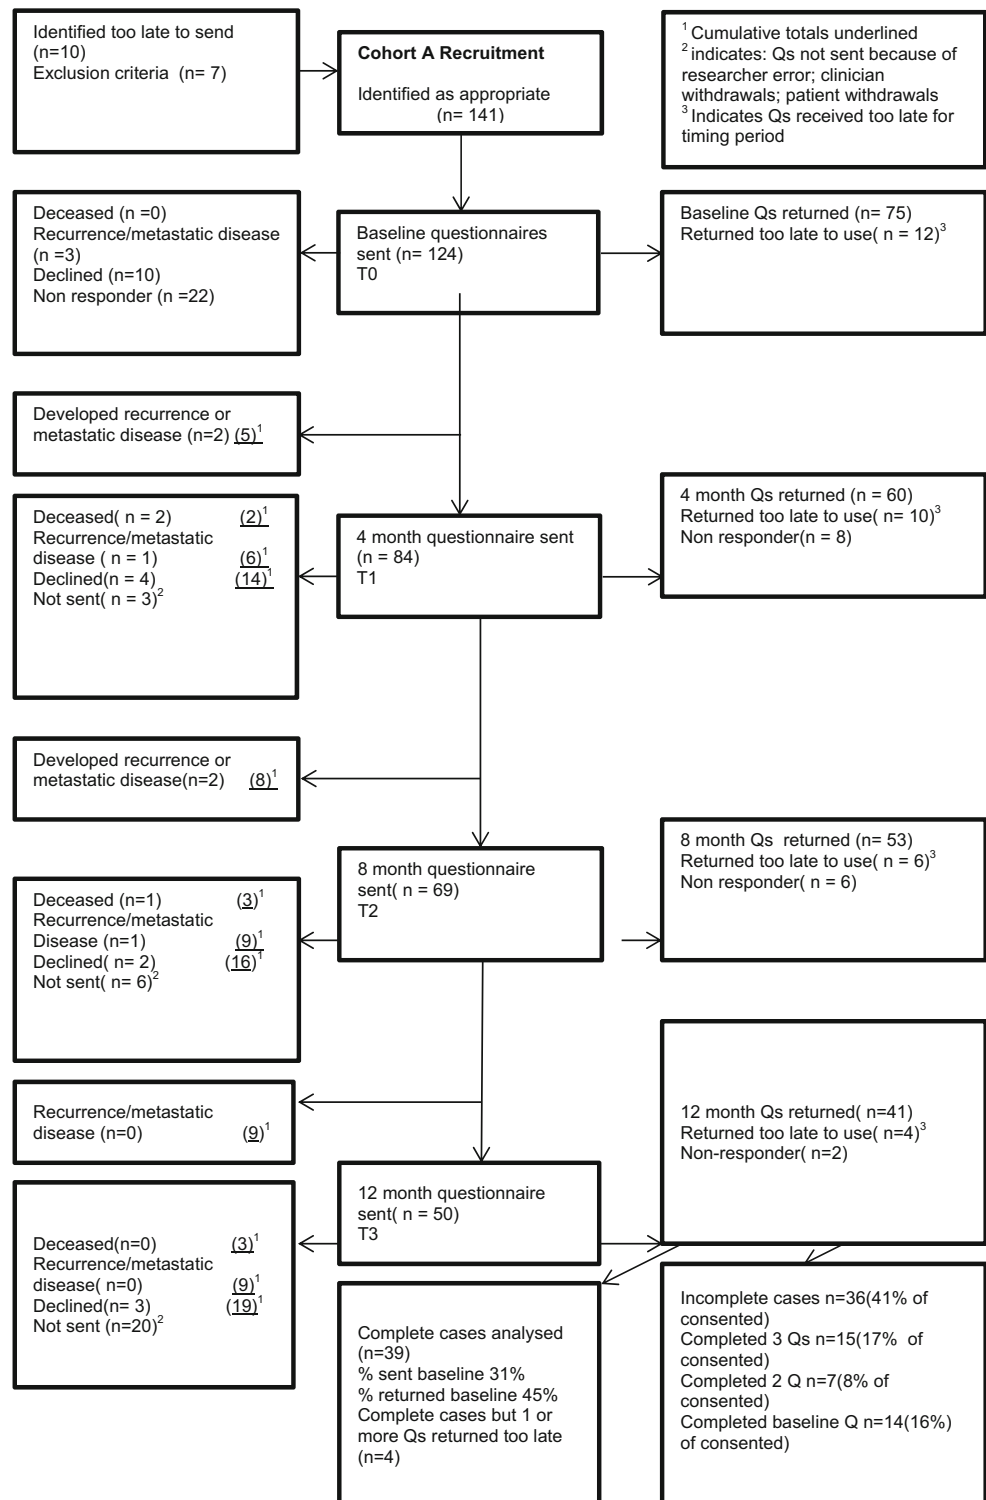 Identified too late to send
(n=10)
Exclusion criteria (n= 7)
Cohort A Recruitment
Identified as appropriate
(n= 141)
1 Cumulative totals underlined
2 indicates: Qs not sent because of
researcher error; clinician
withdrawals; patient withdrawals
3 Indicates Qs received too late for
timing period
Deceased (n =0)
Recurrence/metastatic disease
(n =3)
Declined (n=10)
Non responder (n =22)
Baseline questionnaires
sent (n= 124)
T0
Baseline Qs returned (n= 75)
Returned too late to use( n = 12)3
Developed recurrence or
metastatic disease (n=2) (5)1
Deceased( n = 2) (2)1
Recurrence/metastatic
disease ( n = 1) (6)1
Declined(n = 4) (14)1
Not sent( n = 3)2
4 month questionnaire sent
(n = 84)
T1
4 month Qs returned (n = 60)
Returned too late to use( n= 10)3
Non responder(n = 8)
Developed recurrence or
metastatic disease(n=2) (8)1
8 month questionnaire
sent( n = 69)
T2
8 month Qs returned (n= 53)
Returned too late to use( n = 6)3
Non responder( n = 6)
Deceased (n=1) (3)1
Recurrence/metastatic
Disease (n=1) (9)1
Declined( n= 2) (16)1
Not sent( n= 6)2
Recurrence/metastatic
disease (n=0) (9)1
12 month Qs returned( n=41)
Returned too late to use( n=4)3
Non-responder( n=2)
12 month questionnaire
sent( n = 50)
T3
Deceased(n=0) (3)1
Recurrence/metastatic
disease( n=0) (9)1
Declined(n= 3) (19)1
Not sent (n=20)2
Complete cases analysed
(n=39)
% sent baseline 31%
% returned baseline 45%
Complete cases but 1 or
more Qs returned too late
(n=4)
Incomplete cases n=36(41% of
consented)
Completed 3 Qs n=15(17% of
consented)
Completed 2 Q n=7(8% of
consented)
Completed baseline Q n=14(16%)
of consented)